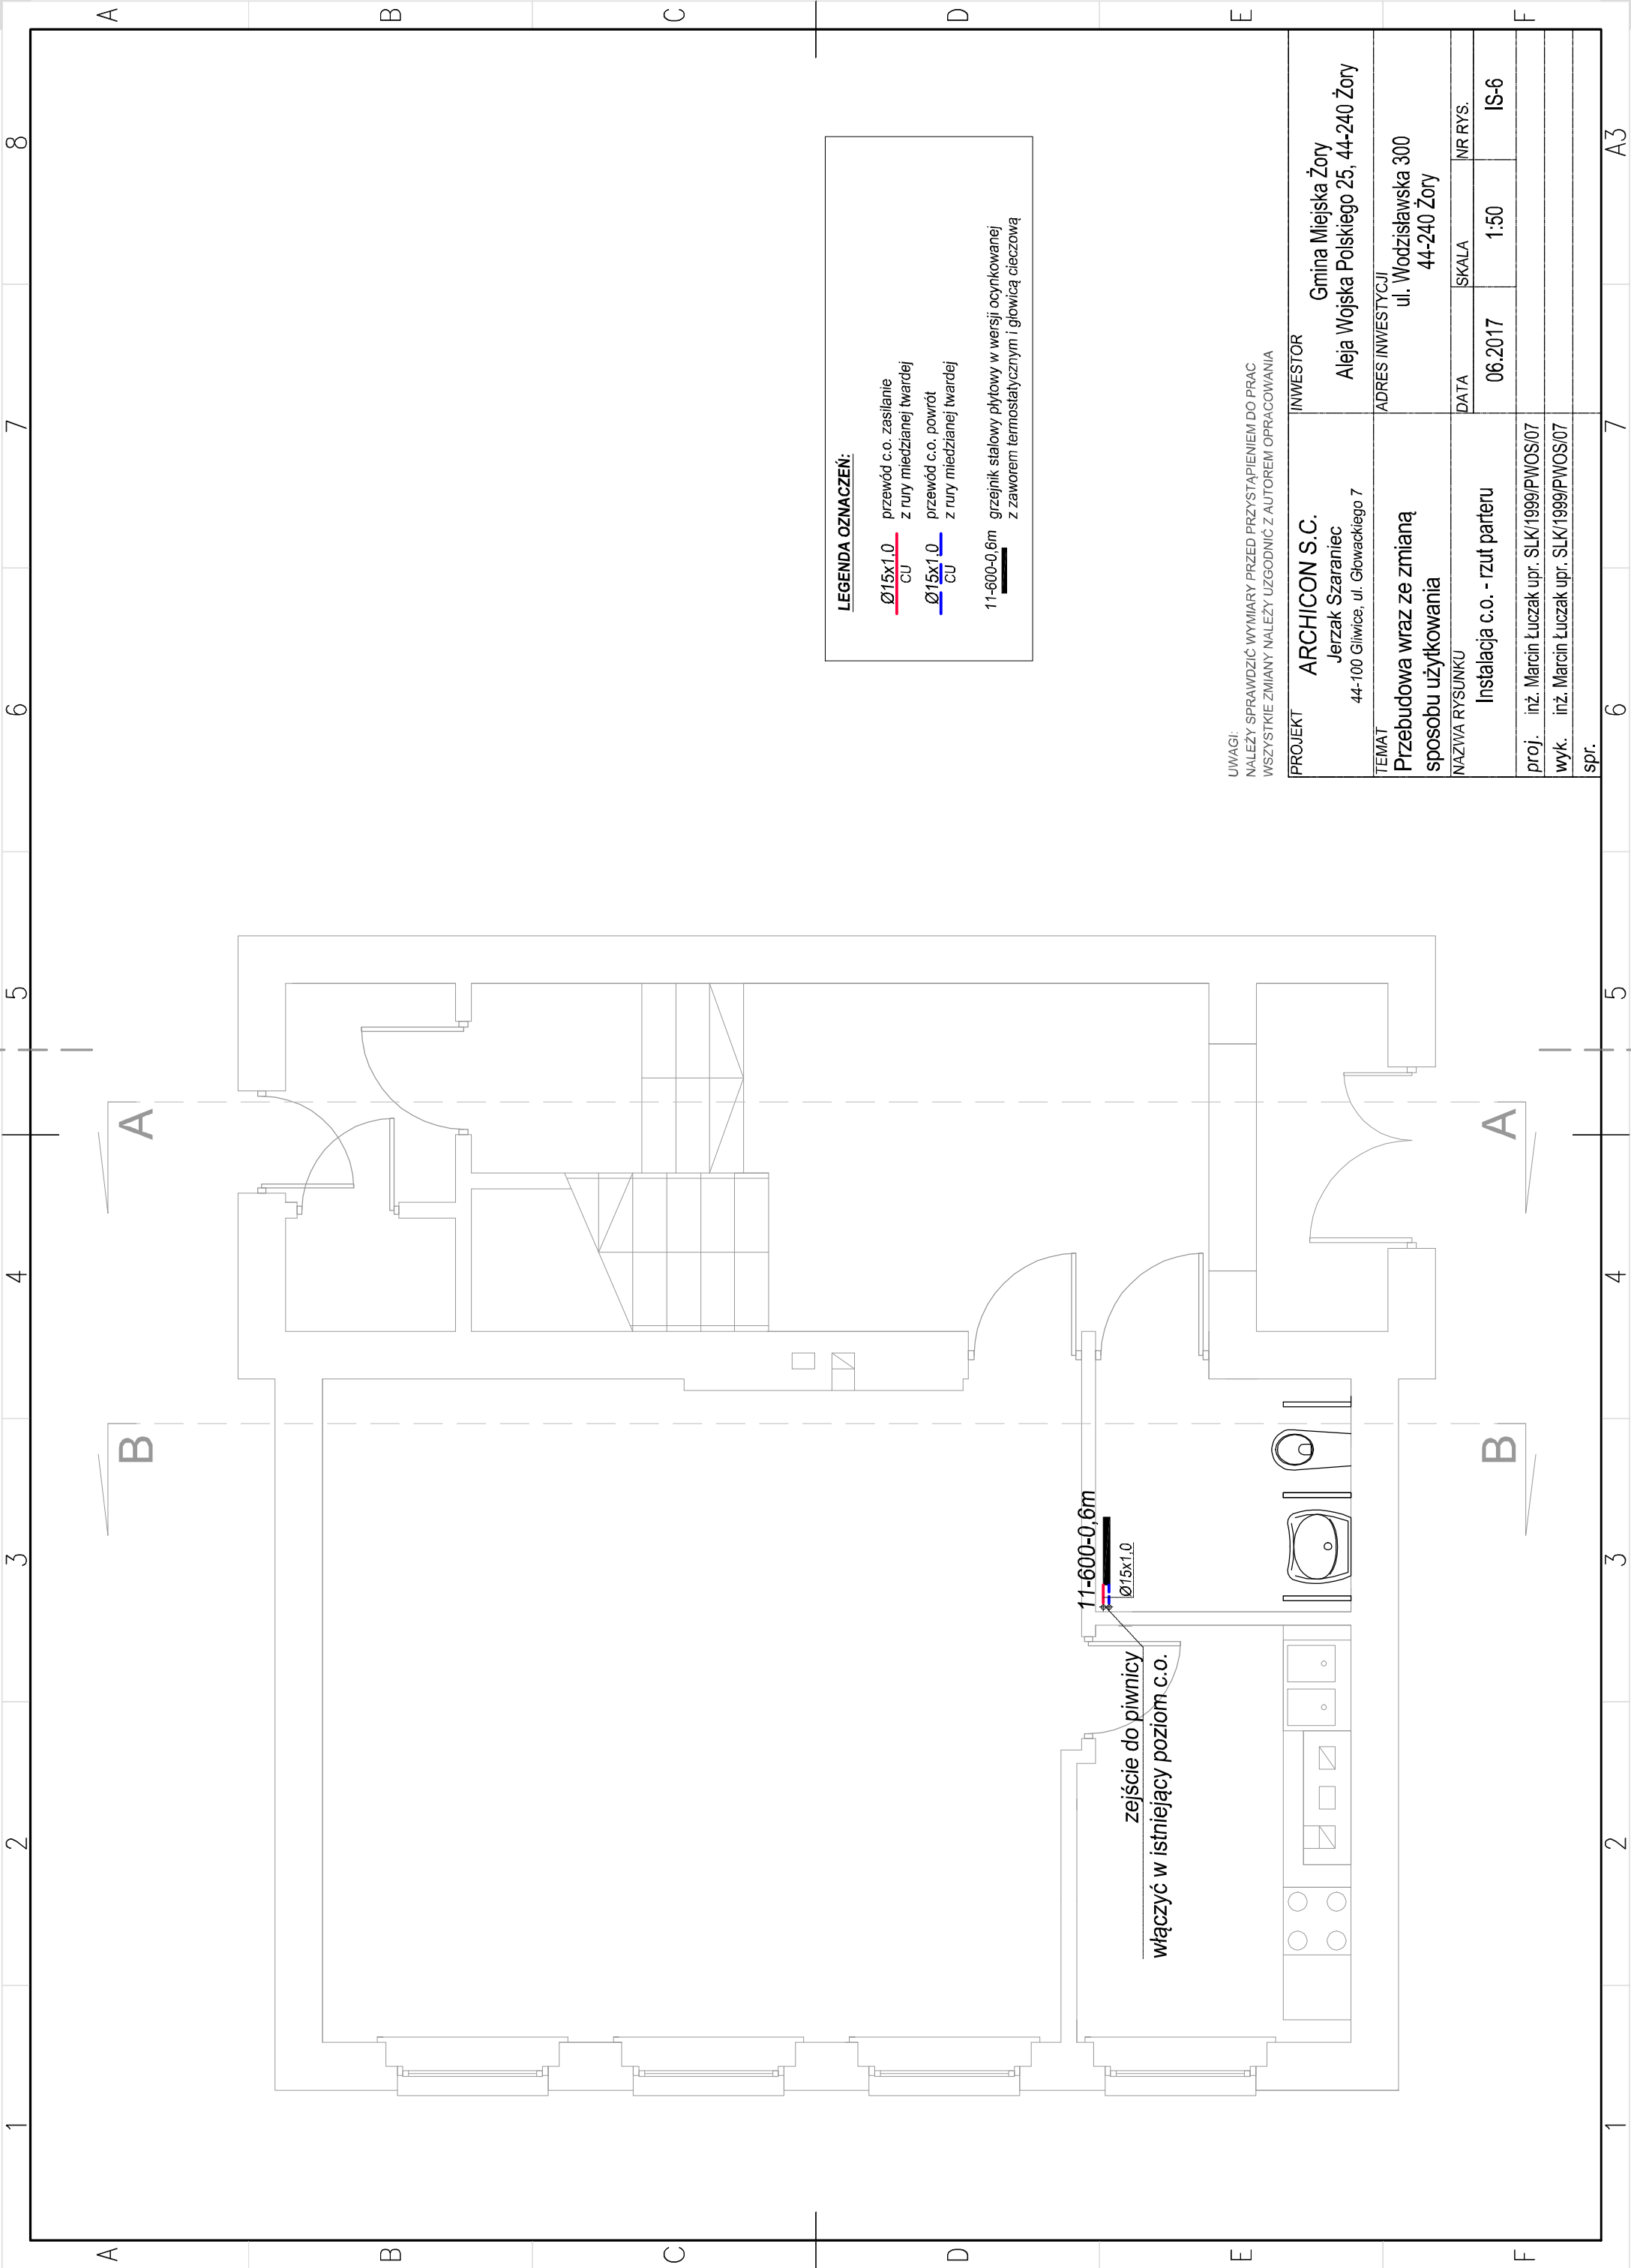 1 2 3 4 5 6 7 8
A B C D E F
A B C D E F
A A
B B
11-600-0,6m
Ø15x1,0
zejście do piwnicy
włączyć w istniejący poziom c.o.
LEGENDA OZNACZEŃ:
Ø15x1,0
CU
przewód c.o. zasilanie
z rury miedzianej twardej
Ø15x1,0
CU
przewód c.o. powrót
z rury miedzianej twardej
11-600-0,6m
grzejnik stalowy płytowy w wersji ocynkowanej
z zaworem termostatycznym i głowicą cieczową
UWAGI:
NALEŻY SPRAWDZIĆ WYMIARY PRZED PRZYSTĄPIENIEM DO PRAC
WSZYSTKIE ZMIANY NALEŻY UZGODNIĆ Z AUTOREM OPRACOWANIA
PROJEKT
ARCHICON S.C.
Jerzak Szaraniec
44-100 Gliwice, ul. Głowackiego 7
INWESTOR
Gmina Miejska Żory
Aleja Wojska Polskiego 25, 44-240 Żory
TEMAT
Przebudowa wraz ze zmianą
sposobu użytkowania
ADRES INWESTYCJI
ul. Wodzisławska 300
44-240 Żory
NAZWA RYSUNKU
Instalacja c.o. - rzut parteru
DATA
06.2017
SKALA
1:50
NR RYS.
IS-6
proj. inż. Marcin Łuczak upr. SLK/1999/PWOS/07
wyk. inż. Marcin Łuczak upr. SLK/1999/PWOS/07
spr.
1 2 3 4 5 6 7 A3